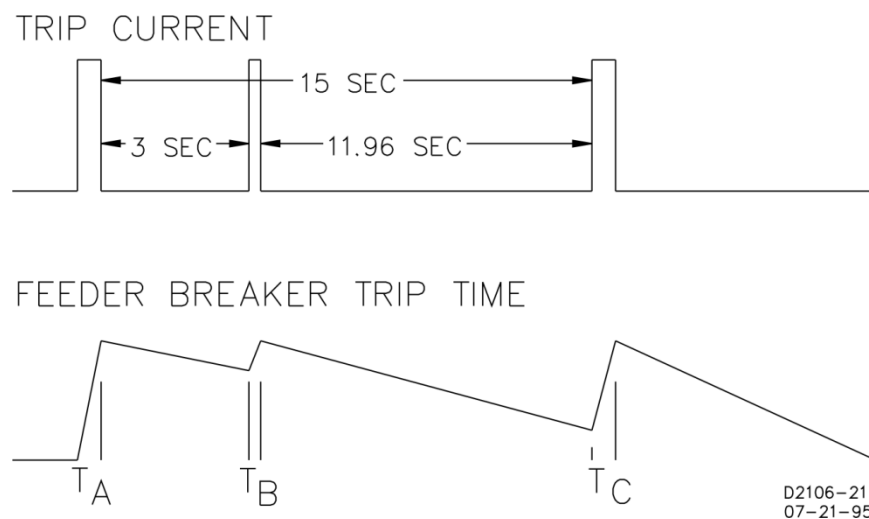 TRIP CURRENT
15 SEC
3 SEC
11.96 SEC
FEEDER BREAKER TRIP TIME
TA
TB
TC
D2106-21
07-21-95